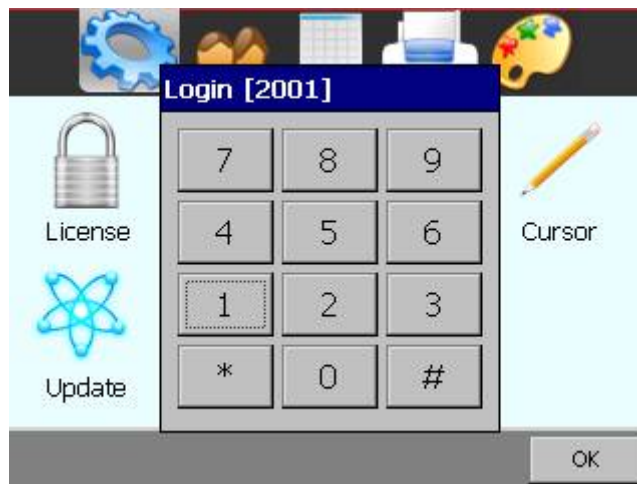 Login [2001]
7 8 9
License 4 5 6 Cursor
1 2 3
Update * 0 #
OK